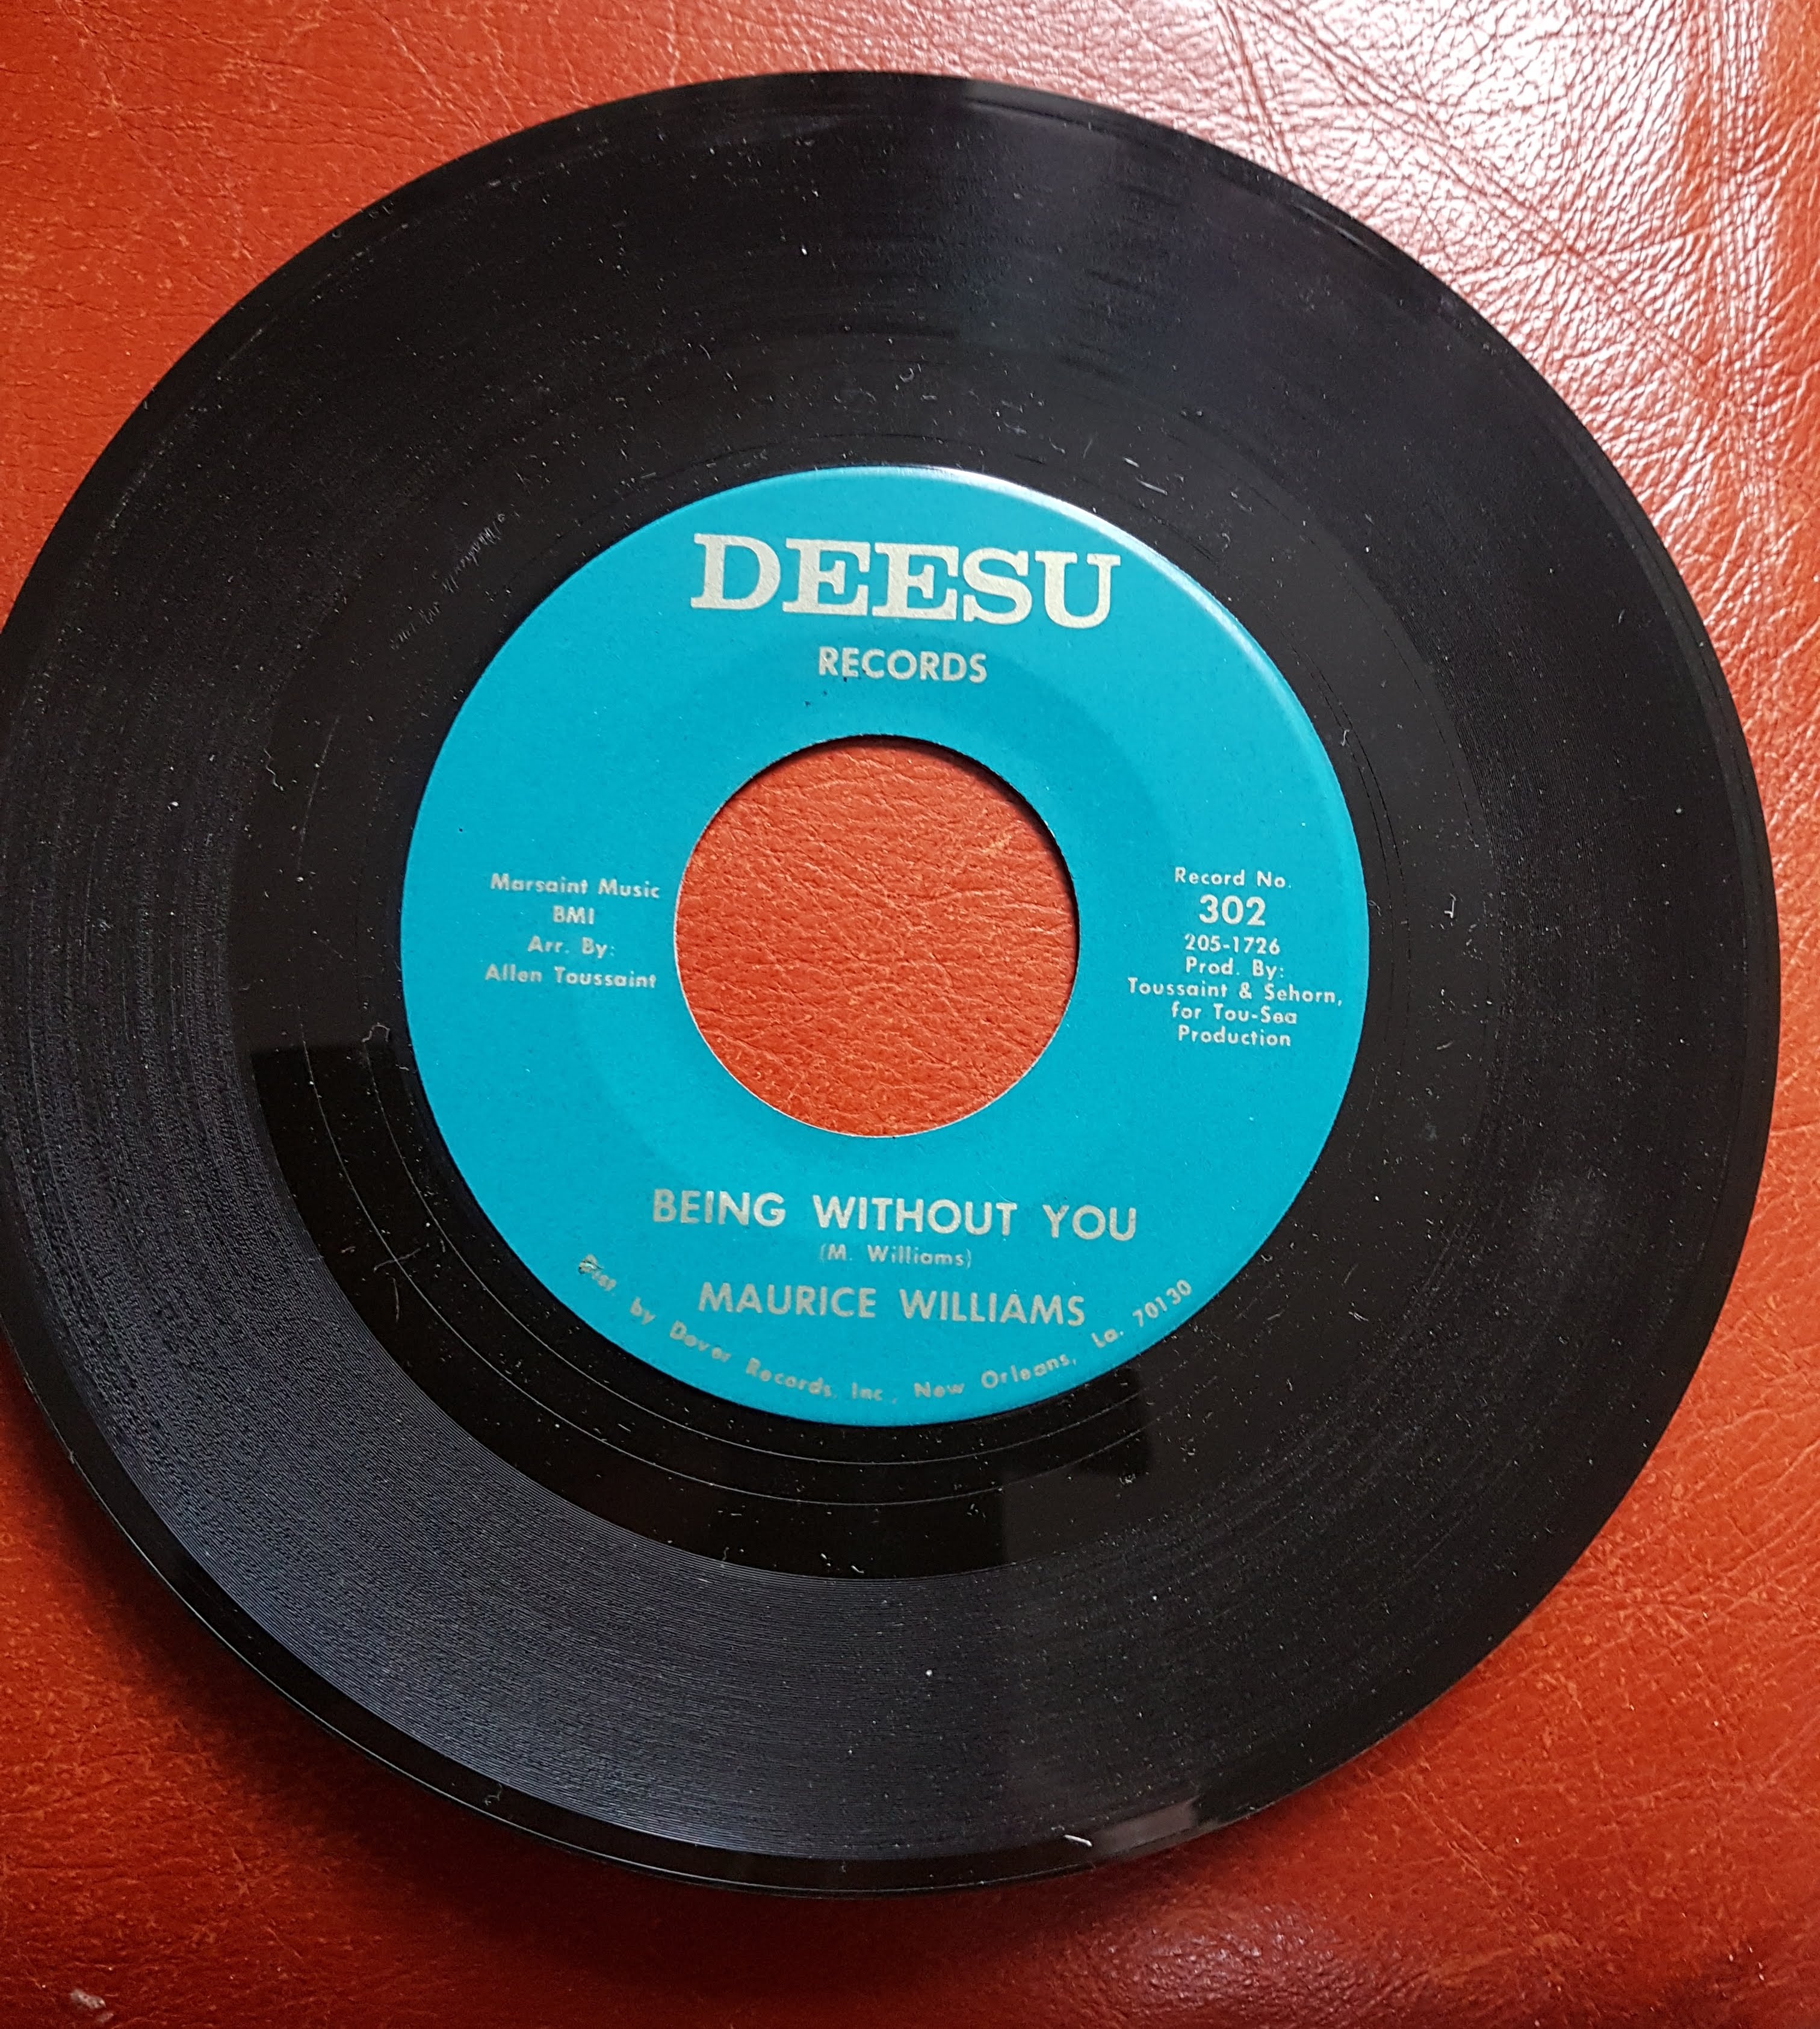 DEESU
RECORDS
Marsaint Music
BMI
Arr. By:
Allen Toussaint
Record No.
302
205-1726
Prod. By:
Toussaint & Sehorn,
for Tou-Sea
Production
BEING WITHOUT YOU
(M. Williams)
MAURICE WILLIAMS
Dist. by Dover Records, Inc., New Orleans, La. 70130